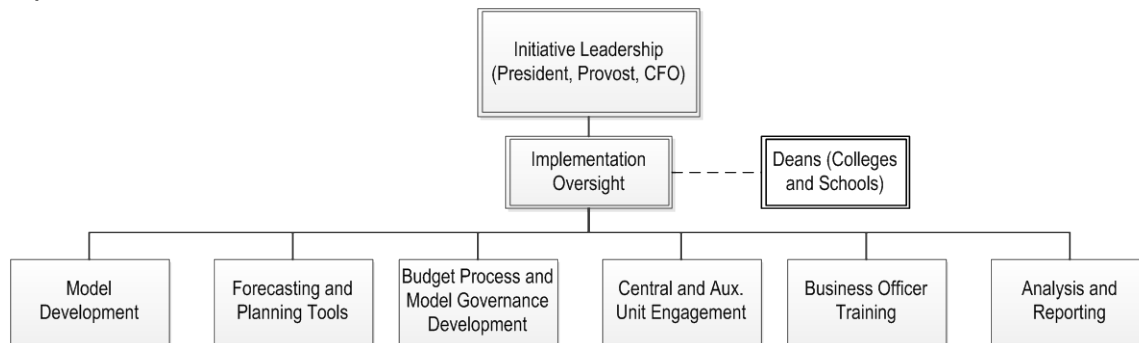 Initiative Leadership
(President, Provost, CFO)
Implementation
Oversight
Deans (Colleges
and Schools)
Model
Development
Forecasting and
Planning Tools
Budget Process and
Model Governance
Development
Central and Aux.
Unit Engagement
Business Officer
Training
Analysis and
Reporting